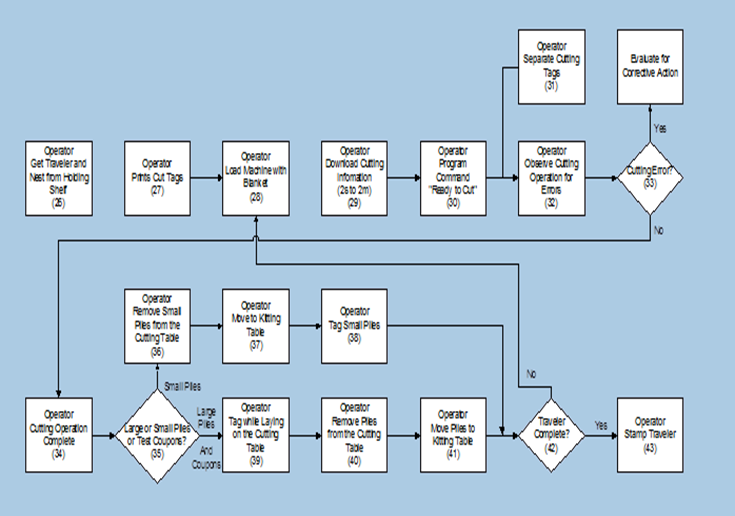 Operator
Separate Cutting
Tags
(31)
Evaluate for
Corrective Action
Yes
Operator
Get Traveler and
Nest from Holding
Shelf
(26)
Operator
Prints Cut Tags
(27)
Operator
Load Machine with
Blanket
(28)
Operator
Download Cutting
Information
(2s to 2m)
(29)
Operator
Program
Command
"Ready to Cut"
(30)
Operator
Observe Cutting
Operation for
Errors
(32)
Cutting Error?
(33)
No
Operator
Remove Small
Piles from the
Cutting Table
(36)
Operator
Move to Kitting
Table
(37)
Operator
Tag Small Piles
(38)
Small Piles
No
Operator
Cutting Operation
Complete
(34)
Large or Small Piles
or Test Coupons?
(35)
Large
Piles
And
Coupons
Operator
Tag while Laying
on the Cutting
Table
(39)
Operator
Remove Piles
from the Cutting
Table
(40)
Operator
Move Piles to
Kitting Table
(41)
Traveler
Complete?
(42)
Yes
Operator
Stamp Traveler
(43)